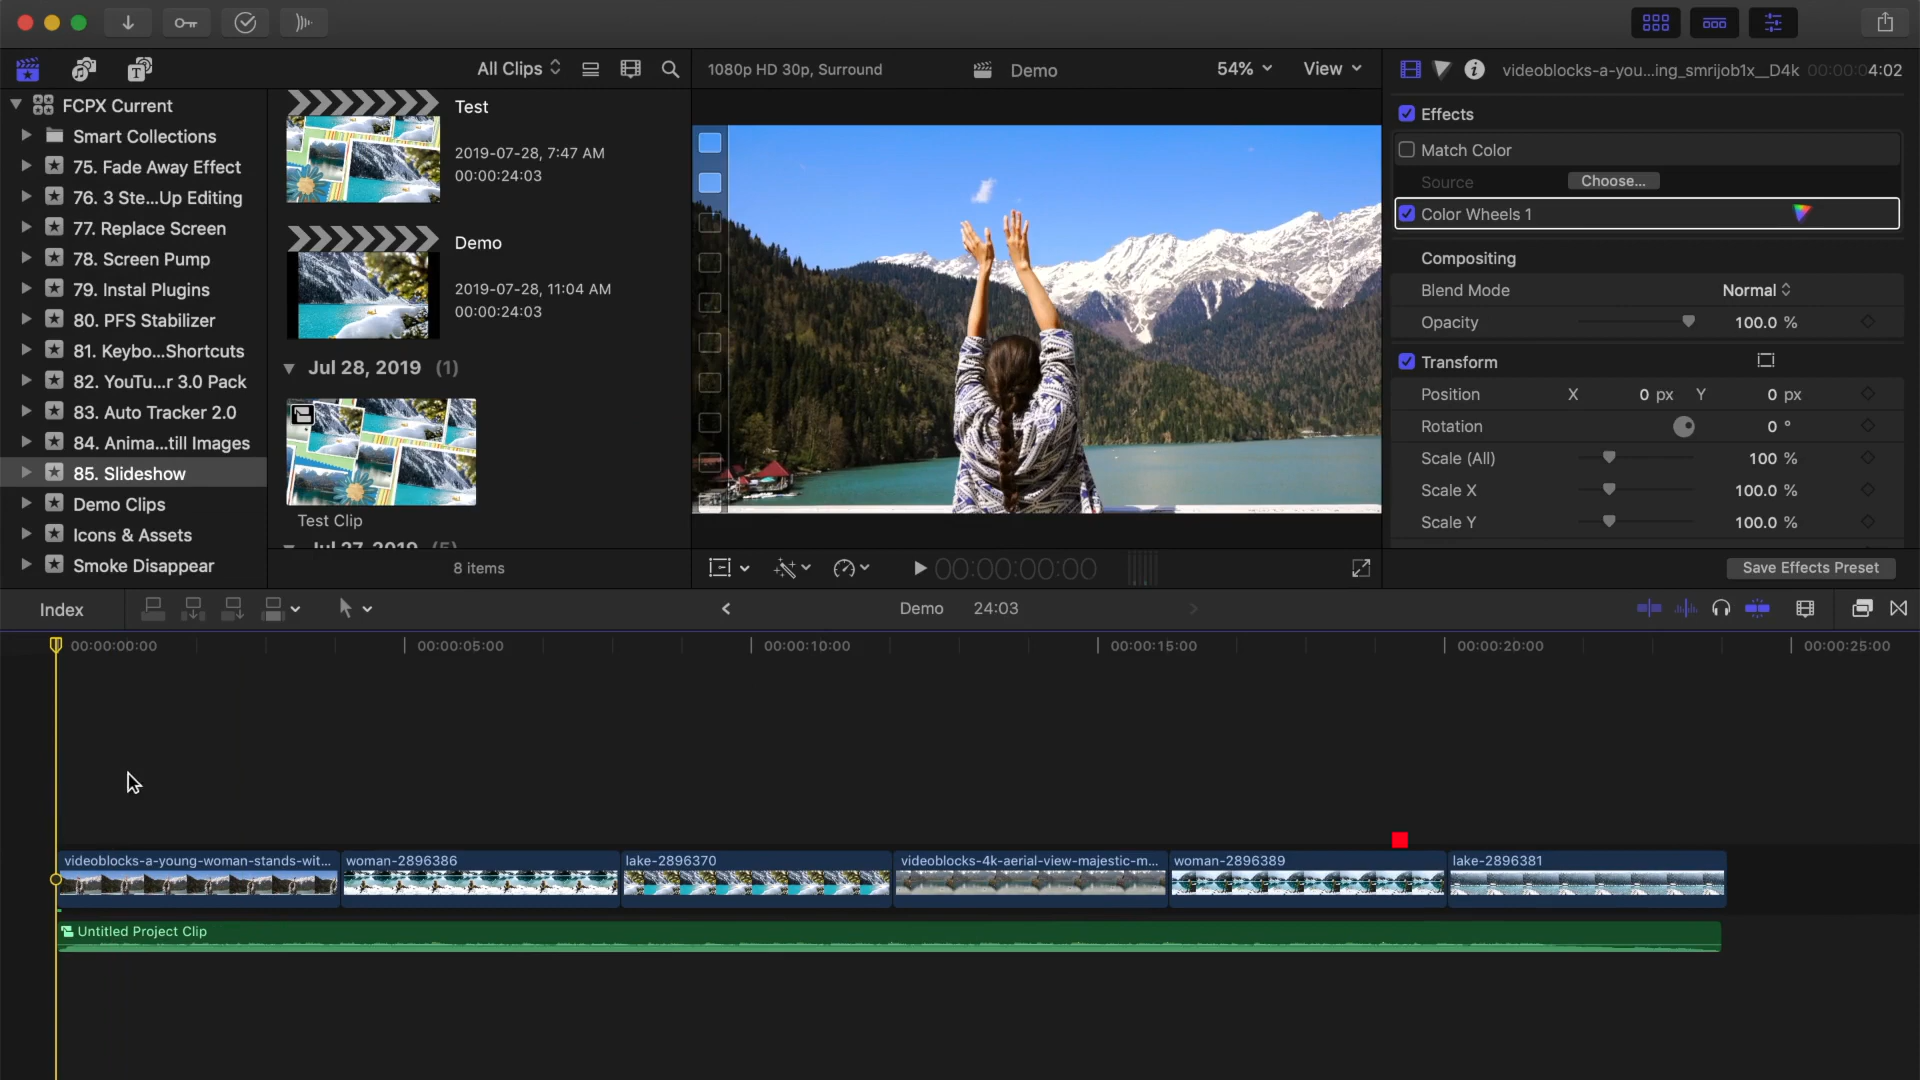 All Clips
1080p HD 30p, Surround
Demo
54%
View
videoblocks-a-you...ing_smrijob1x__D4k
00:00:04:02
FCPX Current
Smart Collections
75. Fade Away Effect
76. 3 Ste...Up Editing
77. Replace Screen
78. Screen Pump
79. Instal Plugins
80. PFS Stabilizer
81. Keybo...Shortcuts
82. YouTu...r 3.0 Pack
83. Auto Tracker 2.0
84. Anima...till Images
85. Slideshow
Demo Clips
Icons & Assets
Smoke Disappear
Test
2019-07-28, 7:47 AM
00:00:24:03
Demo
2019-07-28, 11:04 AM
00:00:24:03
Jul 28, 2019 (1)
Test Clip
Jul 27, 2019 (5)
8 items
00:00:00:00
Effects
Match Color
Source
Choose...
Color Wheels 1
Compositing
Blend Mode Normal
Opacity 100.0 %
Transform
Position X 0 px Y 0 px
Rotation 0 °
Scale (All) 100 %
Scale X 100.0 %
Scale Y 100.0 %
Save Effects Preset
Index
Demo 24:03
00:00:00:00 00:00:05:00 00:00:10:00 00:00:15:00 00:00:20:00 00:00:25:00
videoblocks-a-young-woman-stands-wit...
woman-2896386
lake-2896370
videoblocks-4k-aerial-view-majestic-m...
woman-2896389
lake-2896381
Untitled Project Clip